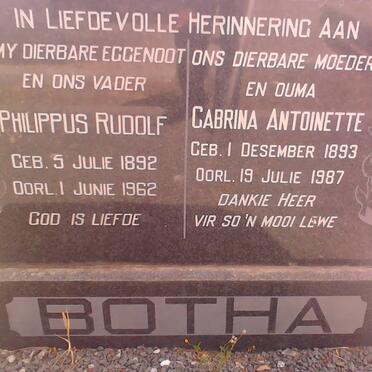 IN LIEFDEVOLLE HERINNERING AAN
MY DIERBARE EGGENOOT
EN ONS VADER
PHILIPPUS RUDOLF
GEB. 5 JULIE 1892
OORL. 1 JUNIE 1962
GOD IS LIEFDE
ONS DIERBARE MOEDER
EN OUMA
GABRINA ANTOINETTE
GEB. 1 DESEMBER 1893
OORL. 19 JULIE 1987
DANKIE HEER
VIR SO'N MOOI LEWE
BOTHA